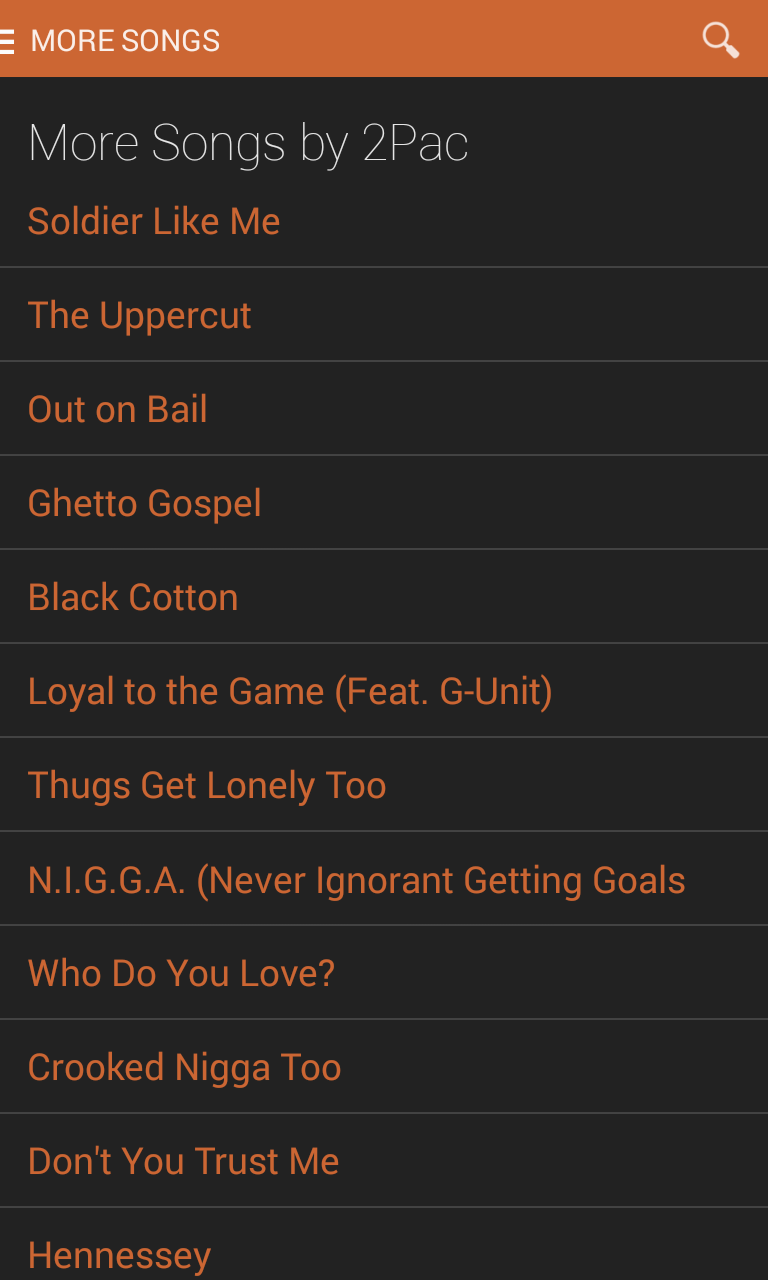 MORE SONGS
More Songs by 2Pac
Soldier Like Me
The Uppercut
Out on Bail
Ghetto Gospel
Black Cotton
Loyal to the Game (Feat. G-Unit)
Thugs Get Lonely Too
N.I.G.G.A. (Never Ignorant Getting Goals
Who Do You Love?
Crooked Nigga Too
Don't You Trust Me
Hennessey